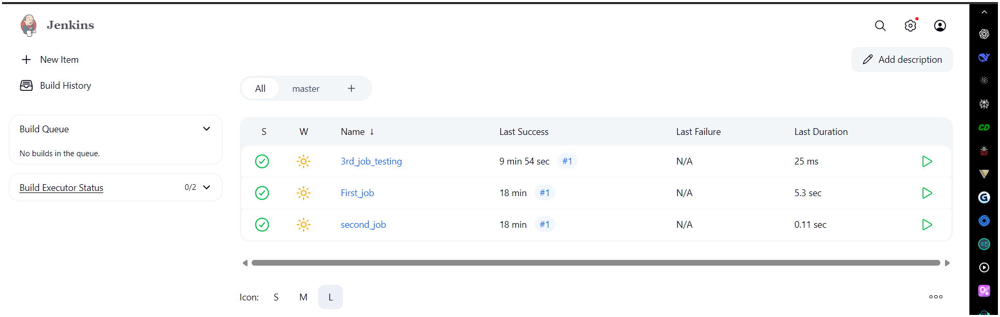 Jenkins
New Item
Build History
Add description
All master
Build Queue
No builds in the queue.
Build Executor Status 0/2
S W Name ↓ Last Success Last Failure Last Duration
3rd_job_testing 9 min 54 sec #1 N/A 25 ms
First_job 18 min #1 N/A 5.3 sec
second_job 18 min #1 N/A 0.11 sec
Icon: S M L
CD